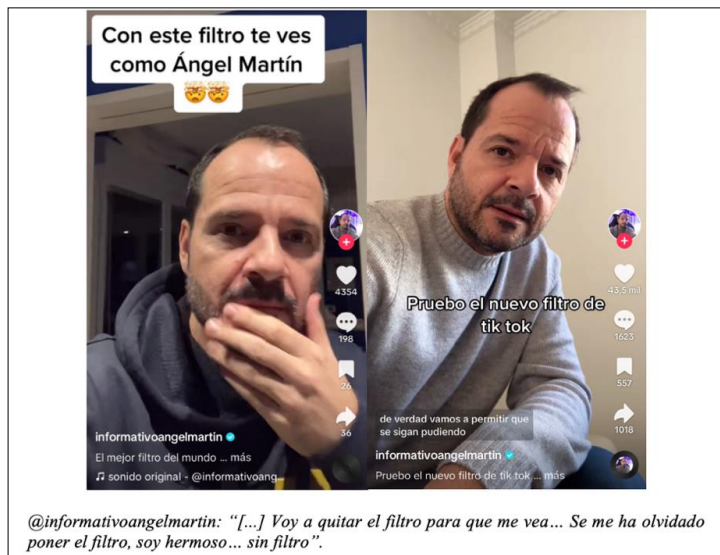 Con este filtro te ves
como Ángel Martín
🤯🤯
4354
198
26
36
informativoangelmartin
El mejor filtro del mundo ... más
sonido original - @informativoang...
Pruebo el nuevo filtro de
tik tok
43,5 mil
1623
557
1018
de verdad vamos a permitir que
se sigan pudiendo
informativoangelmartin
Pruebo el nuevo filtro de tik tok ... más
@informativoangelmartin: “[...] Voy a quitar el filtro para que me vea… Se me ha olvidado
poner el filtro, soy hermoso… sin filtro”.